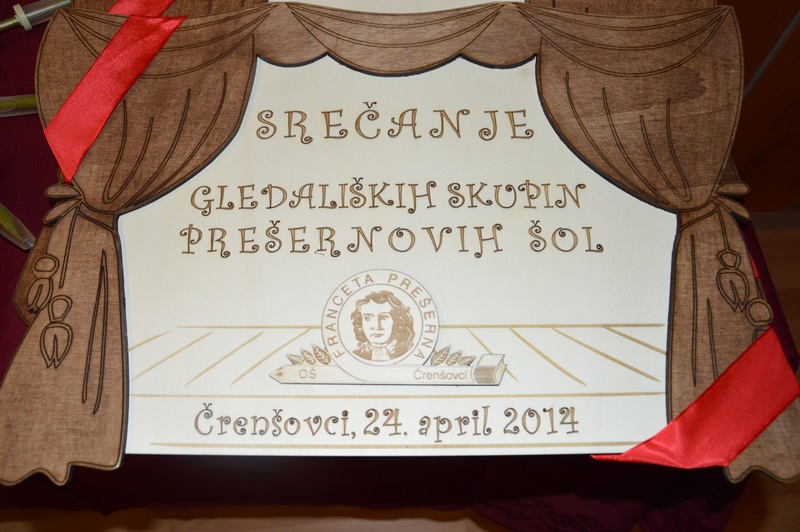 SREČANJE
GLEDALIŠKIH SKUPIN
PREŠERNOVIH ŠOL
FRANCETA PREŠERNA
OŠ Črenšovci
Črenšovci, 24. april 2014